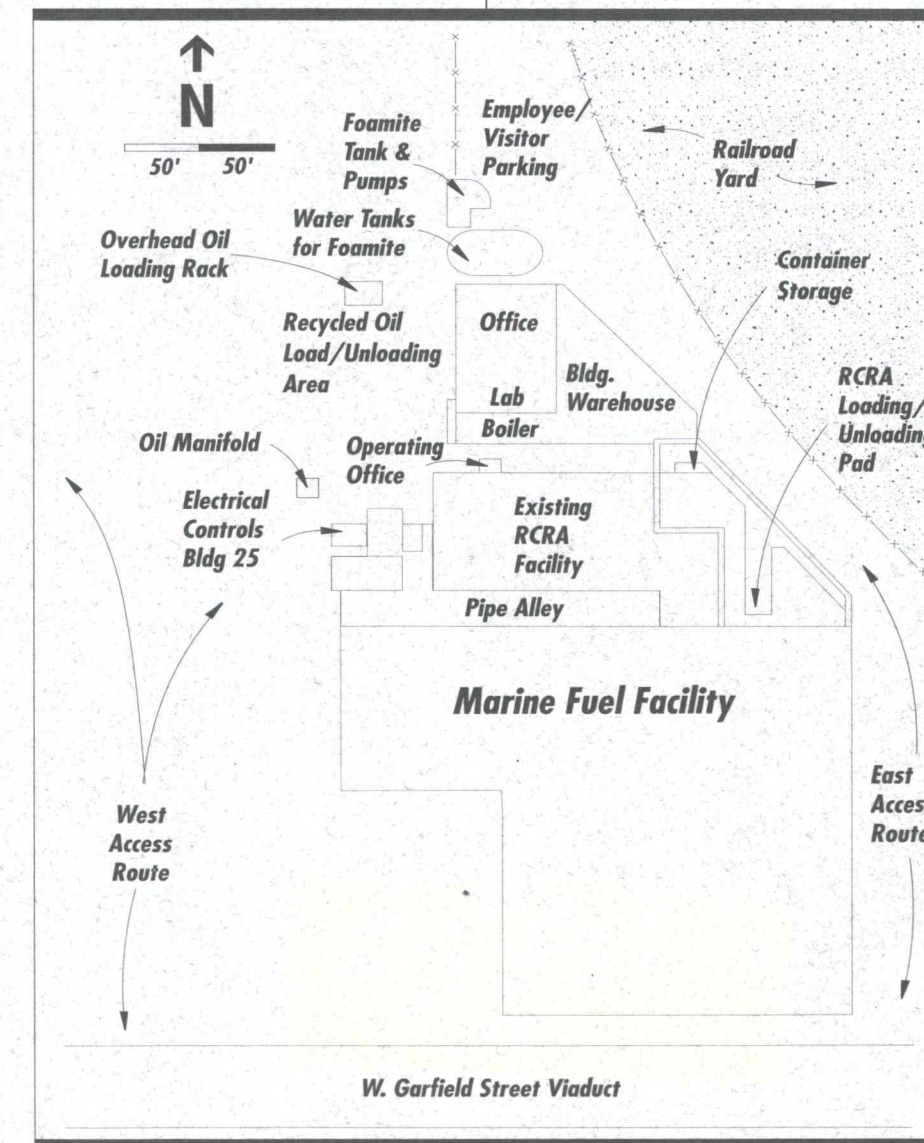 N
50' 50'
Foamite
Tank &
Pumps
Employee/
Visitor
Parking
Railroad
Yard
Water Tanks
for Foamite
Overhead Oil
Loading Rack
Container
Storage
Recycled Oil
Load/Unloading
Area
Office
Bldg.
Warehouse
Lab
Boiler
RCRA
Loading/
Unloading
Pad
Oil Manifold
Operating
Office
Electrical
Controls
Bldg 25
Existing
RCRA
Facility
Pipe Alley
Marine Fuel Facility
West
Access
Route
East
Acces
Route
W. Garfield Street Viaduct